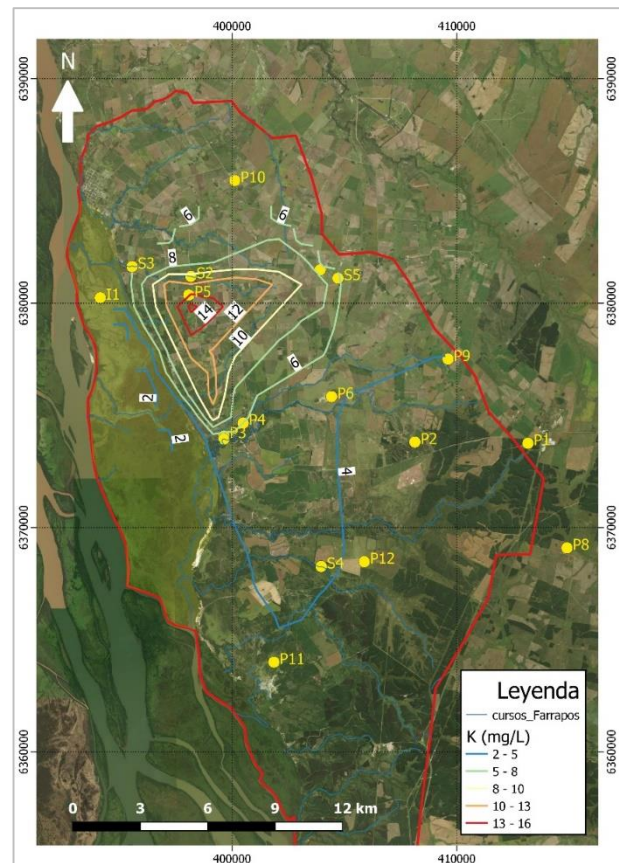 400000 410000
6390000 6390000
N
P10
6 6
8
S3 S2 S5
I1 P5
6380000 6380000
14 12
10
6
P9
P6
2
P4
P3 2
P2 P1
4
6370000 6370000
P8
S4 P12
P11
6360000 6360000
Leyenda
cursos_Farrapos
K (mg/L)
2 - 5
5 - 8
8 - 10
10 - 13
13 - 16
0 3 6 9 12 km
400000 410000